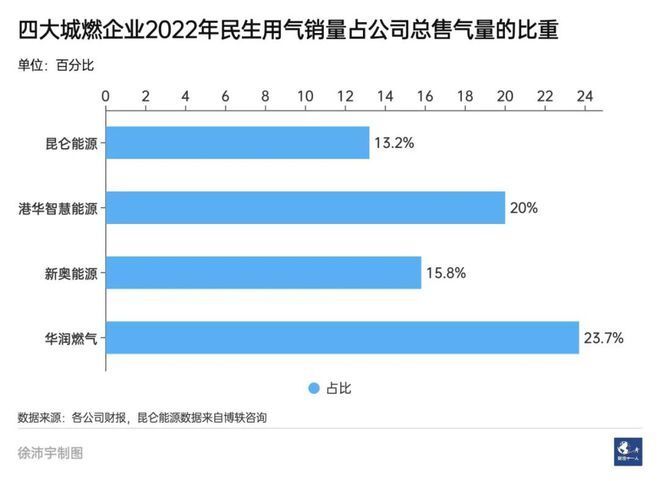 四大城燃企业2022年民生用气销量占公司总售气量的比重
单位：百分比
0 2 4 6 8 10 12 14 16 18 20 22 24
昆仑能源 13.2%
港华智慧能源 20%
新奥能源 15.8%
华润燃气 23.7%
占比
数据来源：各公司财报，昆仑能源数据来自博轶咨询
徐沛宇制图
财经十一人